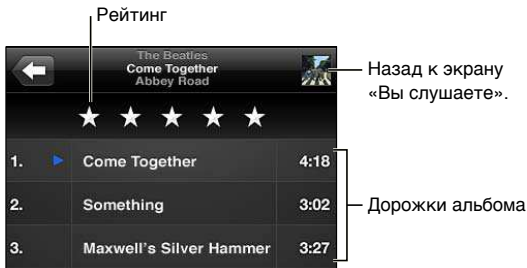 Рейтинг
The Beatles
Come Together
Abbey Road
Назад к экрану
«Вы слушаете».
1. Come Together 4:18
2. Something 3:02
3. Maxwell's Silver Hammer 3:27
Дорожки альбома